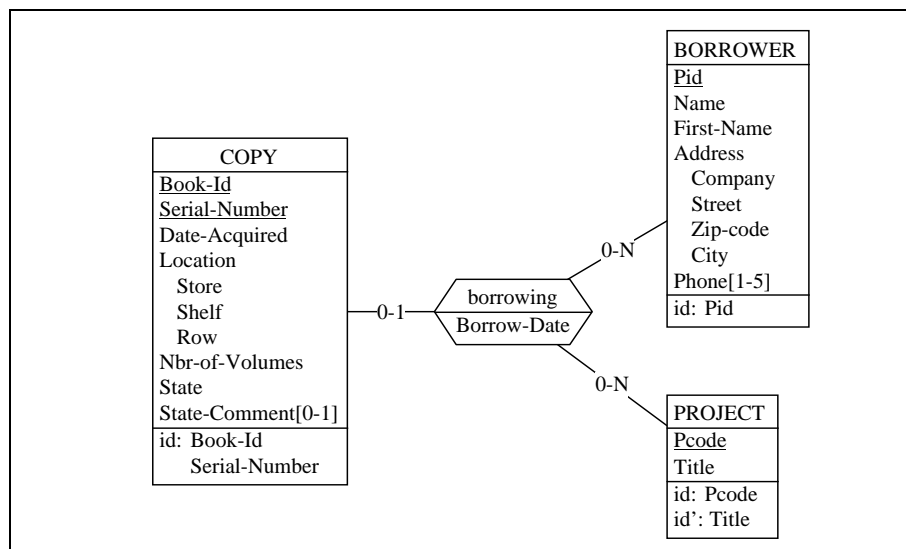 COPY
Book-Id
Serial-Number
Date-Acquired
Location
Store
Shelf
Row
Nbr-of-Volumes
State
State-Comment[0-1]
id: Book-Id
Serial-Number
0-1
borrowing
Borrow-Date
0-N
0-N
BORROWER
Pid
Name
First-Name
Address
Company
Street
Zip-code
City
Phone[1-5]
id: Pid
PROJECT
Pcode
Title
id: Pcode
id’: Title